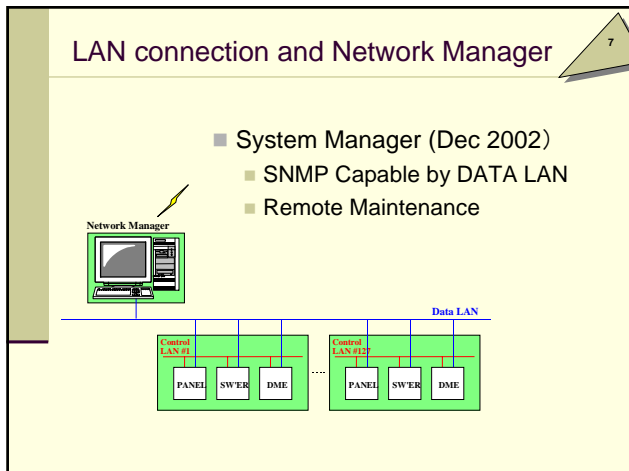 LAN connection and Network Manager
7
System Manager (Dec 2002）
SNMP Capable by DATA LAN
Remote Maintenance
Network Manager
Data LAN
Control
LAN #1
PANEL
SW'ER
DME
....
Control
LAN #127
PANEL
SW'ER
DME